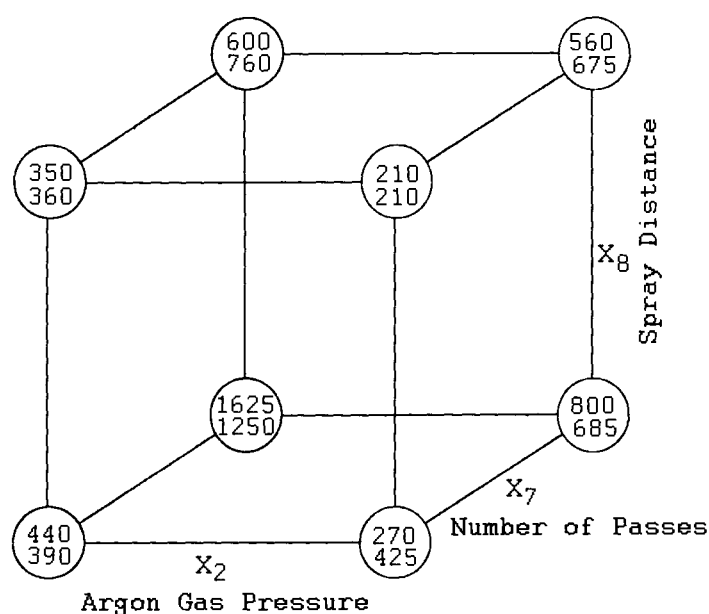 600
760
560
675
350
360
210
210
Spray Distance
X8
1625
1250
800
685
X7
Number of Passes
440
390
270
425
X2
Argon Gas Pressure